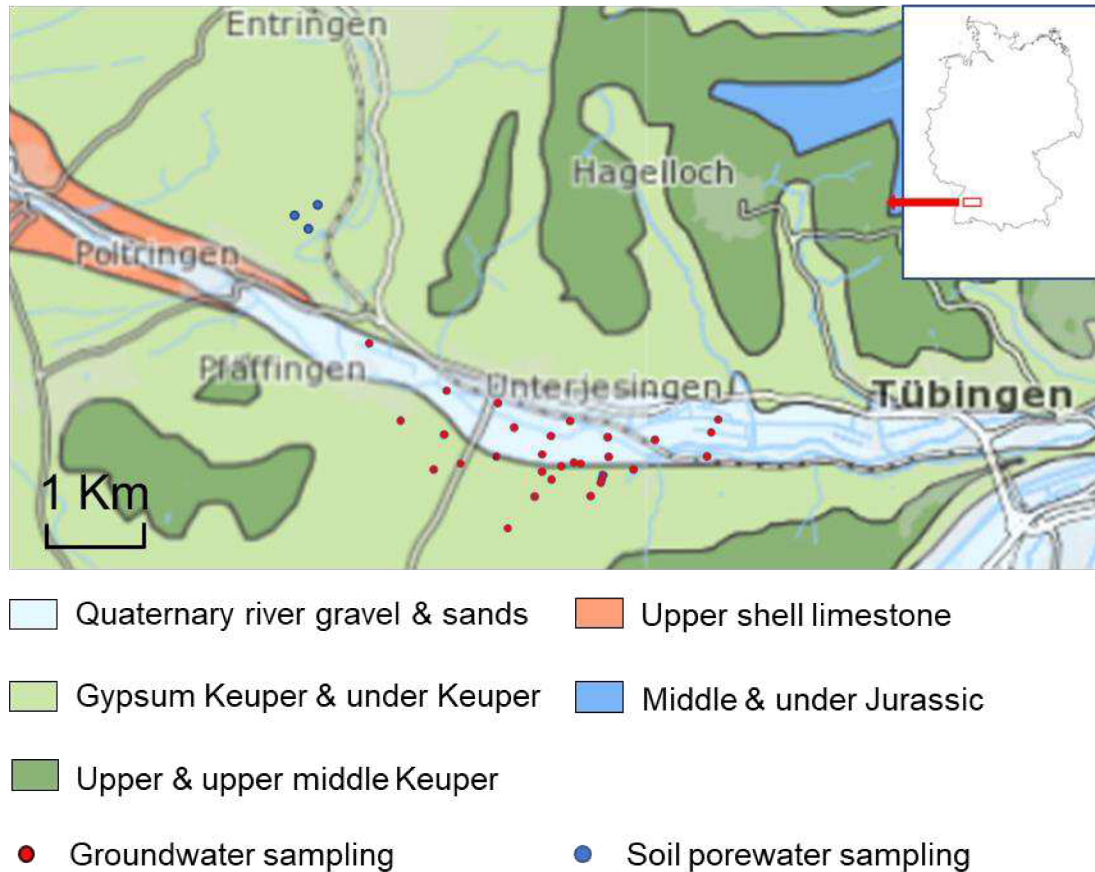 Entringen
Hagelloch
Poltringen
Pfäffingen
Unterjesingen
Tübingen
1 Km
Quaternary river gravel & sands
Upper shell limestone
Gypsum Keuper & under Keuper
Middle & under Jurassic
Upper & upper middle Keuper
Groundwater sampling
Soil porewater sampling